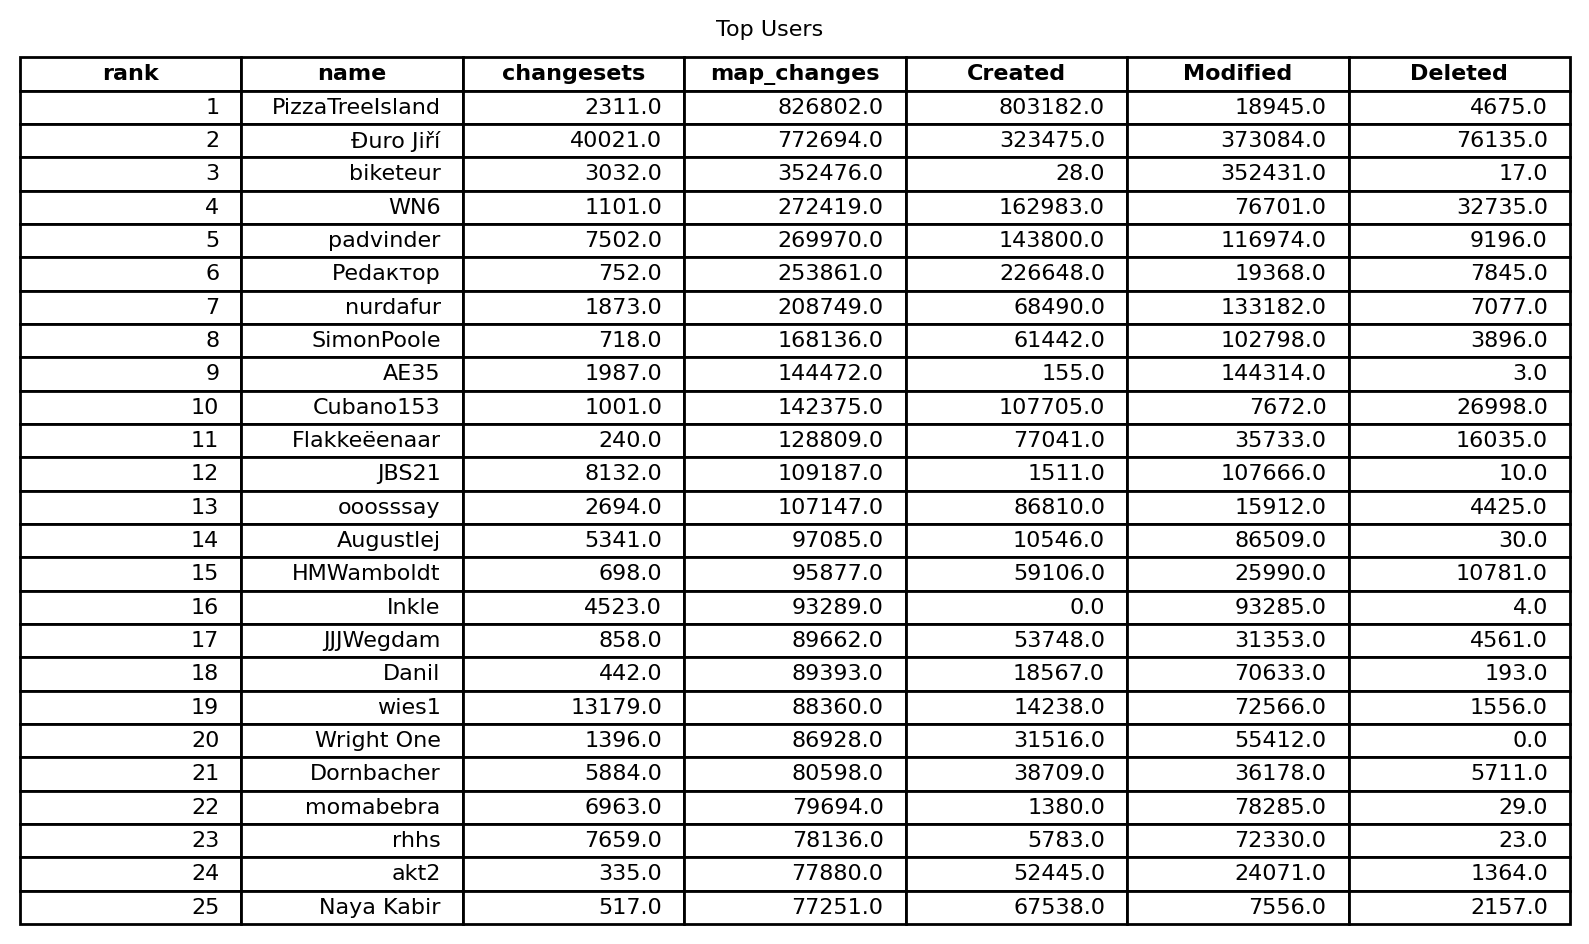 Top Users
rank name changesets map_changes Created Modified Deleted
1 PizzaTreeIsland 2311.0 826802.0 803182.0 18945.0 4675.0
2 Đuro Jiří 40021.0 772694.0 323475.0 373084.0 76135.0
3 biketeur 3032.0 352476.0 28.0 352431.0 17.0
4 WN6 1101.0 272419.0 162983.0 76701.0 32735.0
5 padvinder 7502.0 269970.0 143800.0 116974.0 9196.0
6 Peдактор 752.0 253861.0 226648.0 19368.0 7845.0
7 nurdafur 1873.0 208749.0 68490.0 133182.0 7077.0
8 SimonPoole 718.0 168136.0 61442.0 102798.0 3896.0
9 AE35 1987.0 144472.0 155.0 144314.0 3.0
10 Cubano153 1001.0 142375.0 107705.0 7672.0 26998.0
11 Flakkeëenaar 240.0 128809.0 77041.0 35733.0 16035.0
12 JBS21 8132.0 109187.0 1511.0 107666.0 10.0
13 ooosssay 2694.0 107147.0 86810.0 15912.0 4425.0
14 Augustlej 5341.0 97085.0 10546.0 86509.0 30.0
15 HMWamboldt 698.0 95877.0 59106.0 25990.0 10781.0
16 Inkle 4523.0 93289.0 0.0 93285.0 4.0
17 JJJWegdam 858.0 89662.0 53748.0 31353.0 4561.0
18 Danil 442.0 89393.0 18567.0 70633.0 193.0
19 wies1 13179.0 88360.0 14238.0 72566.0 1556.0
20 Wright One 1396.0 86928.0 31516.0 55412.0 0.0
21 Dornbacher 5884.0 80598.0 38709.0 36178.0 5711.0
22 momabebra 6963.0 79694.0 1380.0 78285.0 29.0
23 rhhs 7659.0 78136.0 5783.0 72330.0 23.0
24 akt2 335.0 77880.0 52445.0 24071.0 1364.0
25 Naya Kabir 517.0 77251.0 67538.0 7556.0 2157.0